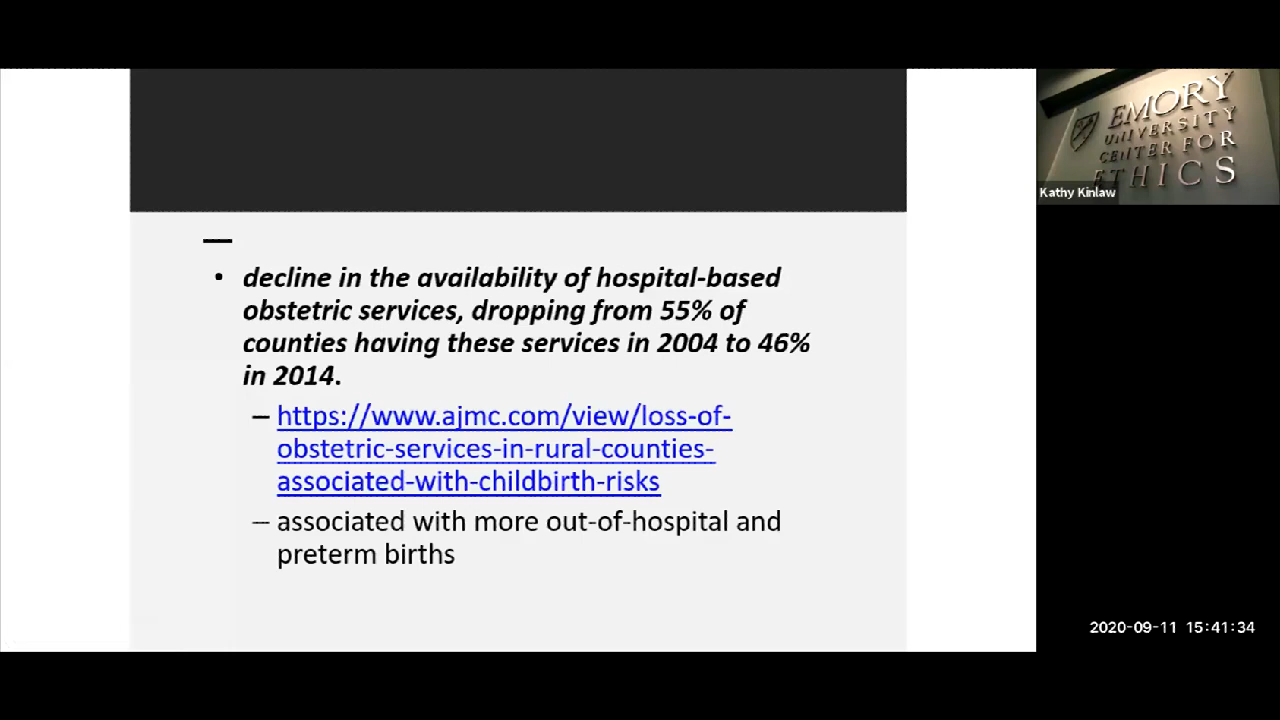 —
• decline in the availability of hospital-based
obstetric services, dropping from 55% of
counties having these services in 2004 to 46%
in 2014.
– https://www.ajmc.com/view/loss-of-
obstetric-services-in-rural-counties-
associated-with-childbirth-risks
– associated with more out-of-hospital and
preterm births
EMORY
UNIVERSITY
CENTER FOR
ETHICS
Kathy Kinlaw
2020-09-11 15:41:34